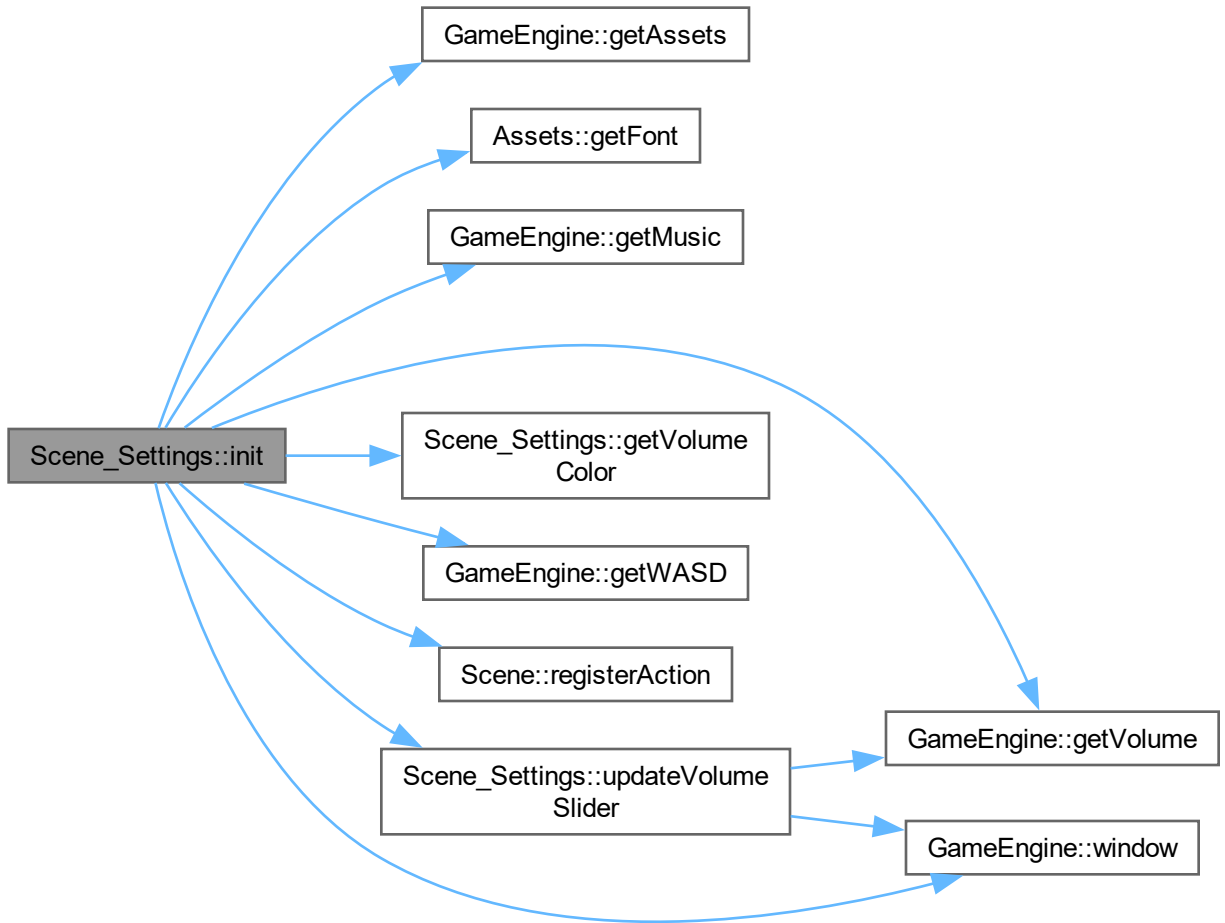 GameEngine::getAssets
Assets::getFont
GameEngine::getMusic
Scene_Settings::init
Scene_Settings::getVolume
Color
GameEngine::getWASD
Scene::registerAction
GameEngine::getVolume
Scene_Settings::updateVolume
Slider
GameEngine::window